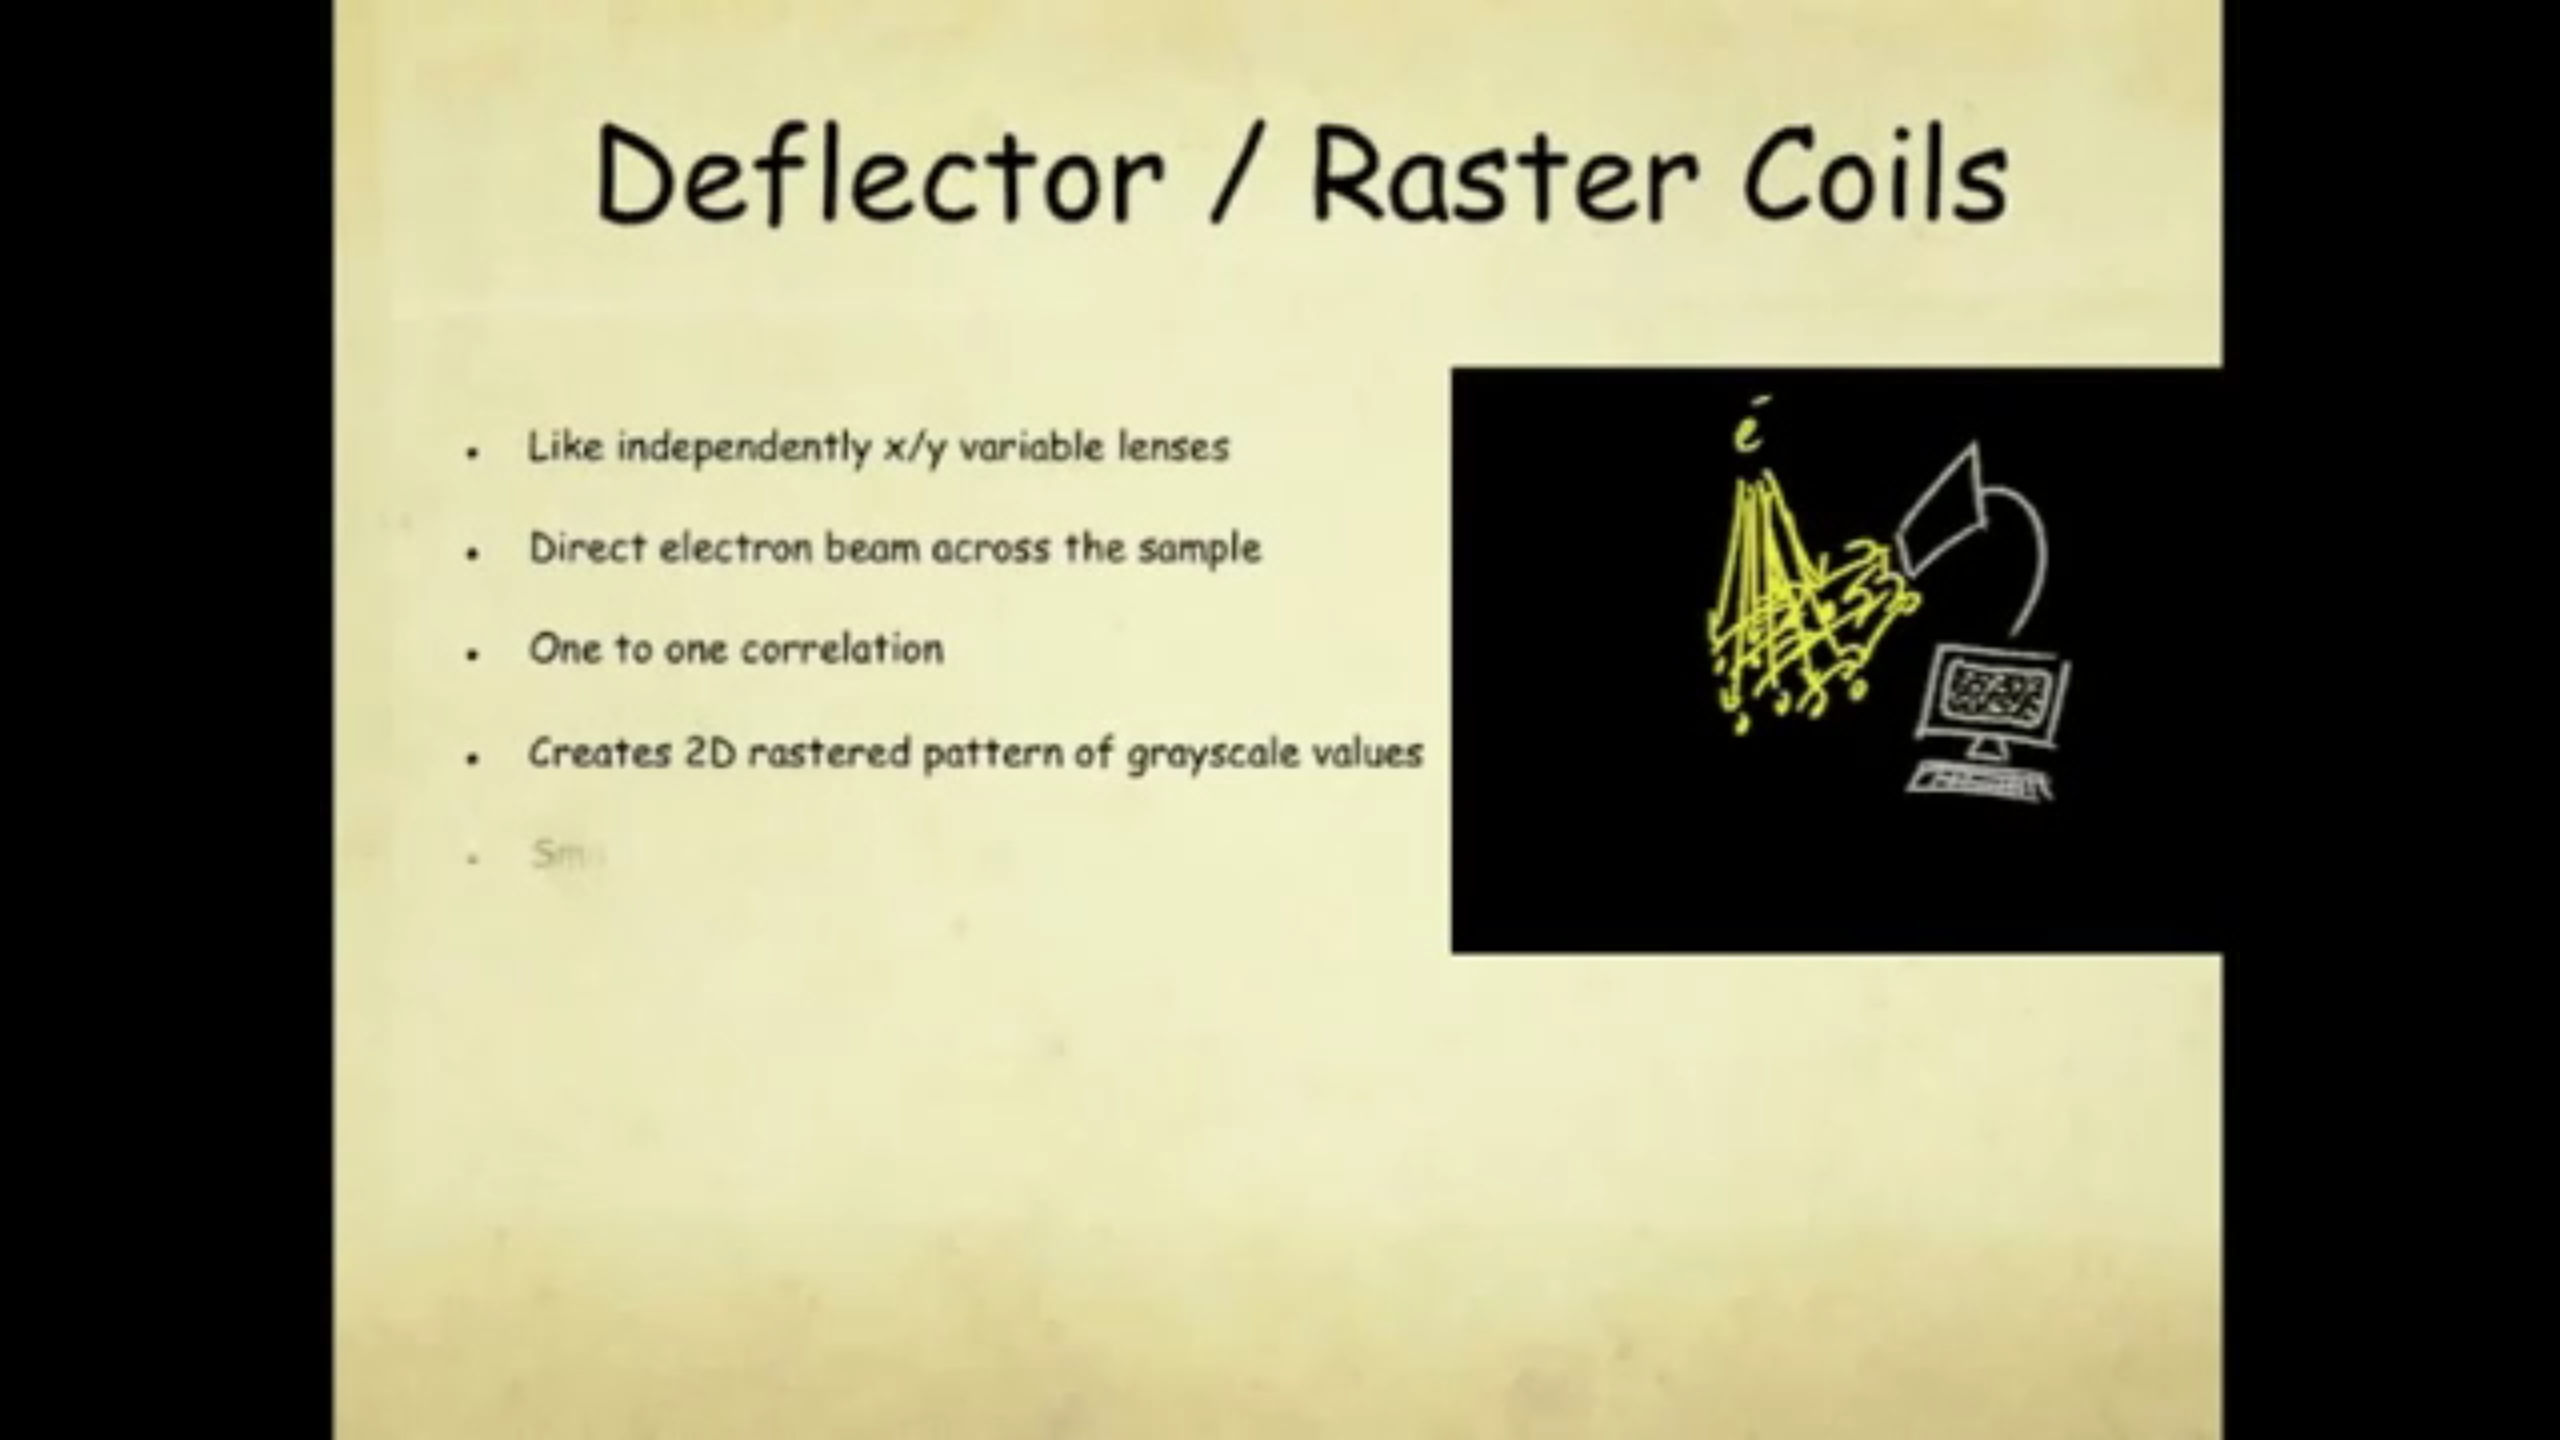 Deflector / Raster Coils
• Like independently x/y variable lenses
• Direct electron beam across the sample
• One to one correlation
• Creates 2D rastered pattern of grayscale values
e-